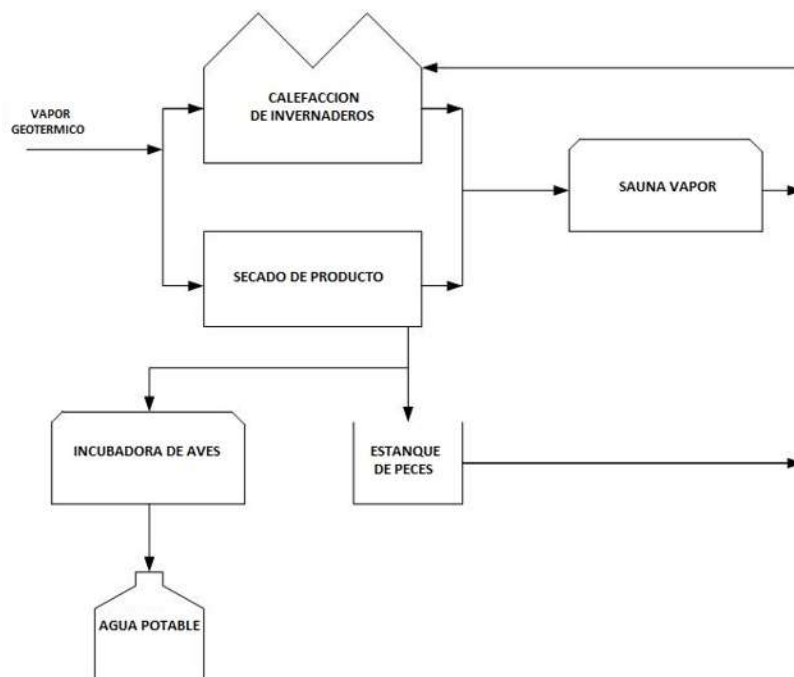 CALEFACCION
DE INVERNADEROS
VAPOR
GEOTERMICO
SAUNA VAPOR
SECADO DE PRODUCTO
INCUBADORA DE AVES
ESTANQUE
DE PECES
AGUA POTABLE